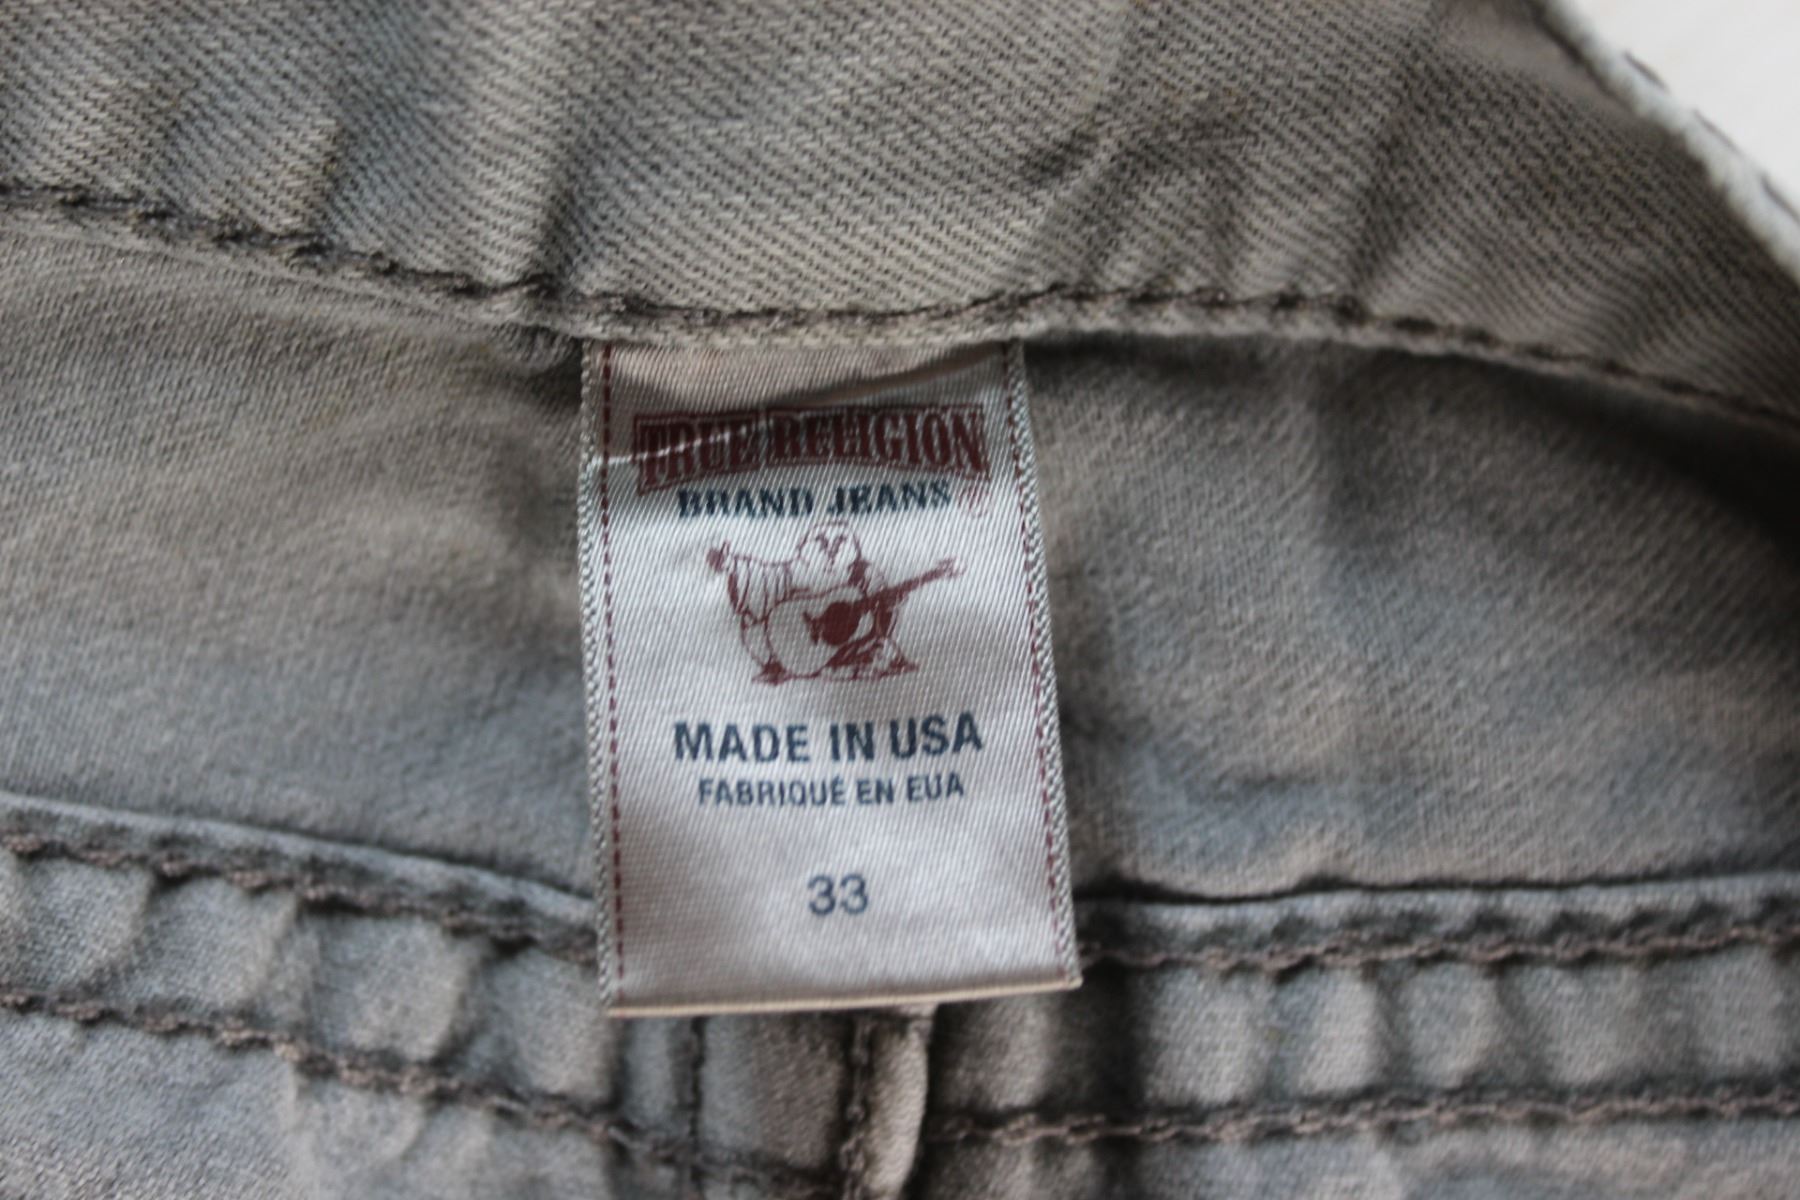 TRUE RELIGION
BRAND JEANS
MADE IN USA
FABRIQUÉ EN EUA
33